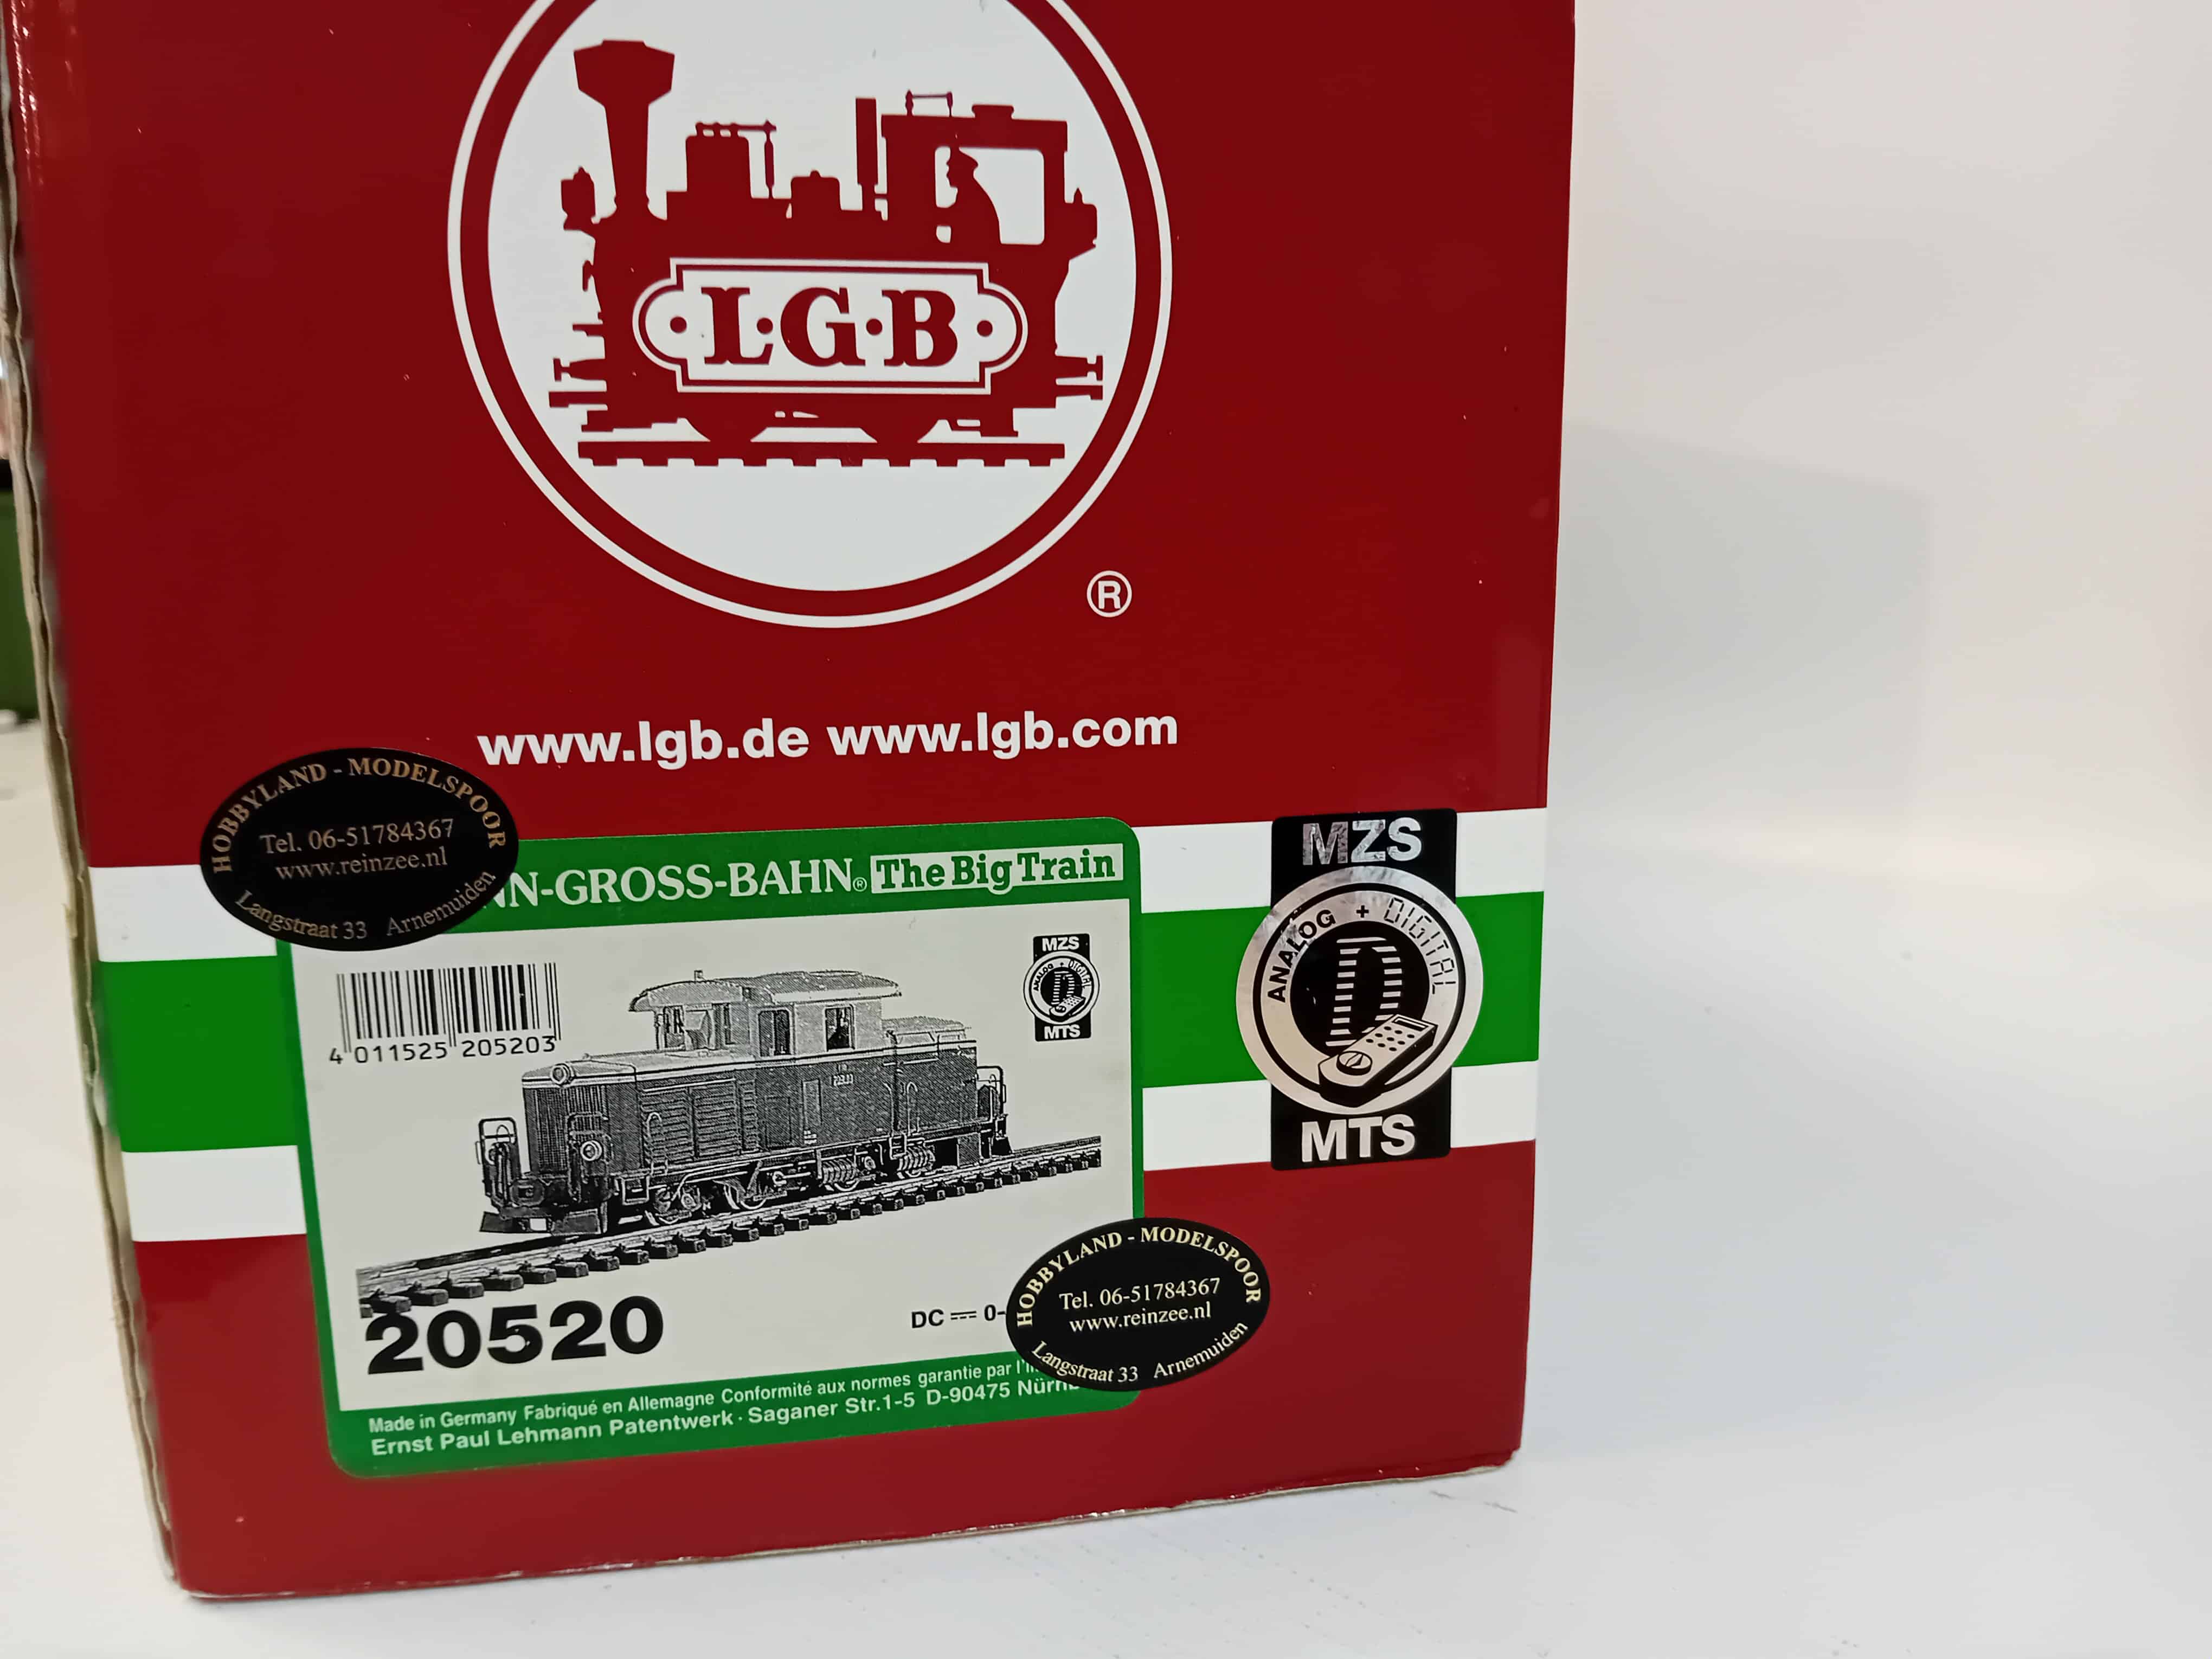 L·G·B
®
www.lgb.de www.lgb.com
HOBBYLAND - MODELSPOOR
Tel. 06-51784367
www.reinzee.nl
Langstraat 33 Arnemuiden
NN-GROSS-BAHN® The Big Train
MZS
ANALOG + DIGITAL
D
MTS
4 011525 205203
MZS
ANALOG + DIGITAL
D
MTS
20520
DC 0-
HOBBYLAND - MODELSPOOR
Tel. 06-51784367
www.reinzee.nl
Langstraat 33 Arnemuiden
Made in Germany Fabriqué en Allemagne Conformité aux normes garantie par
Ernst Paul Lehmann Patentwerk · Saganer Str.1-5 D-90475